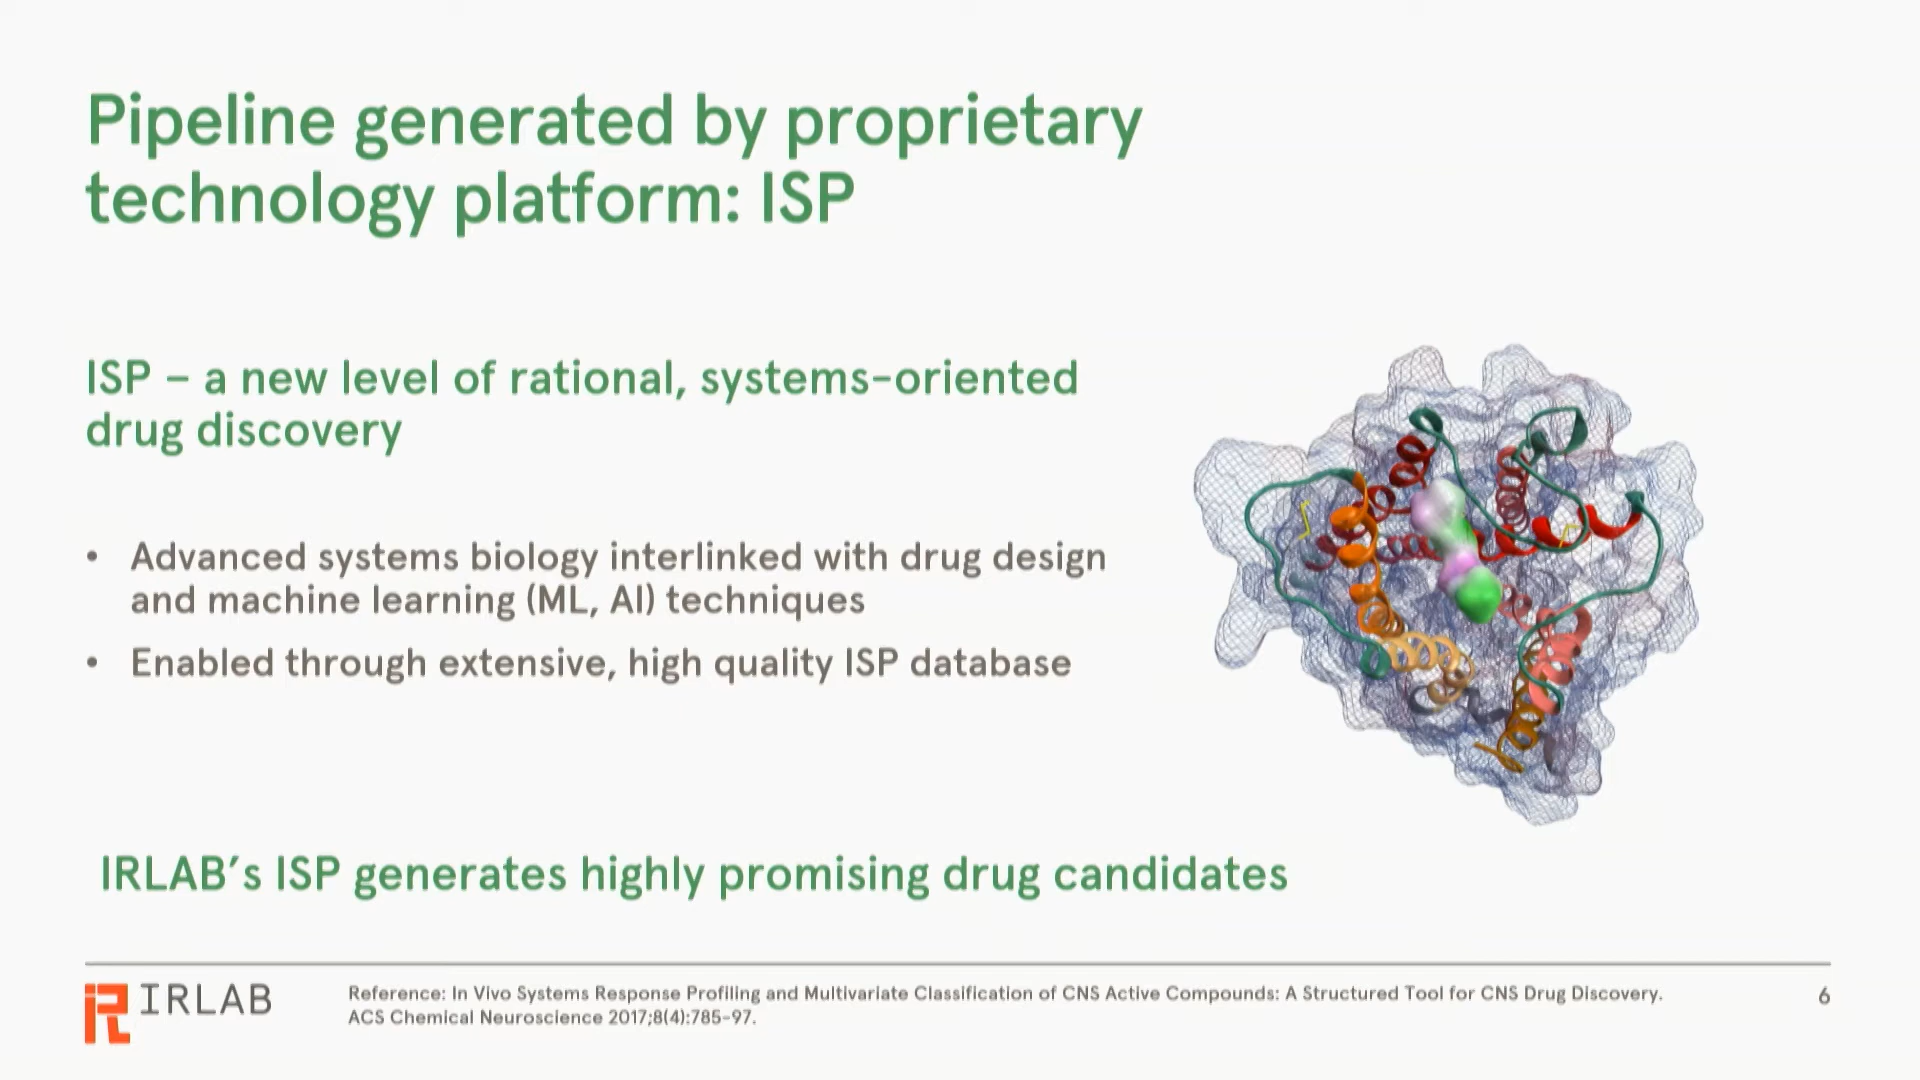 Pipeline generated by proprietary
technology platform: ISP
ISP – a new level of rational, systems-oriented
drug discovery
• Advanced systems biology interlinked with drug design
and machine learning (ML, AI) techniques
• Enabled through extensive, high quality ISP database
IRLAB’s ISP generates highly promising drug candidates
IRLAB
Reference: In Vivo Systems Response Profiling and Multivariate Classification of CNS Active Compounds: A Structured Tool for CNS Drug Discovery.
ACS Chemical Neuroscience 2017;8(4):785-97.
6